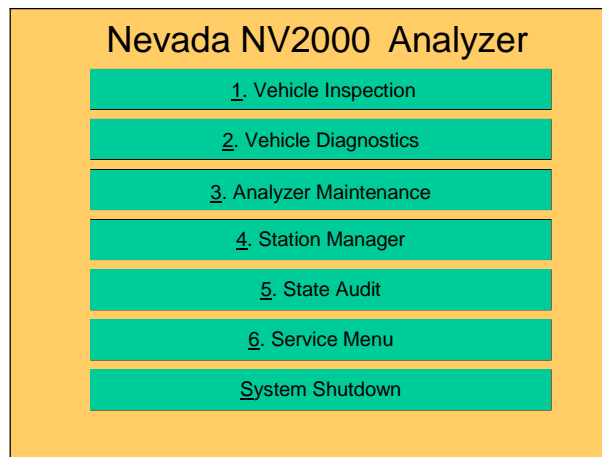 Nevada NV2000 Analyzer
1. Vehicle Inspection
2. Vehicle Diagnostics
3. Analyzer Maintenance
4. Station Manager
5. State Audit
6. Service Menu
System Shutdown